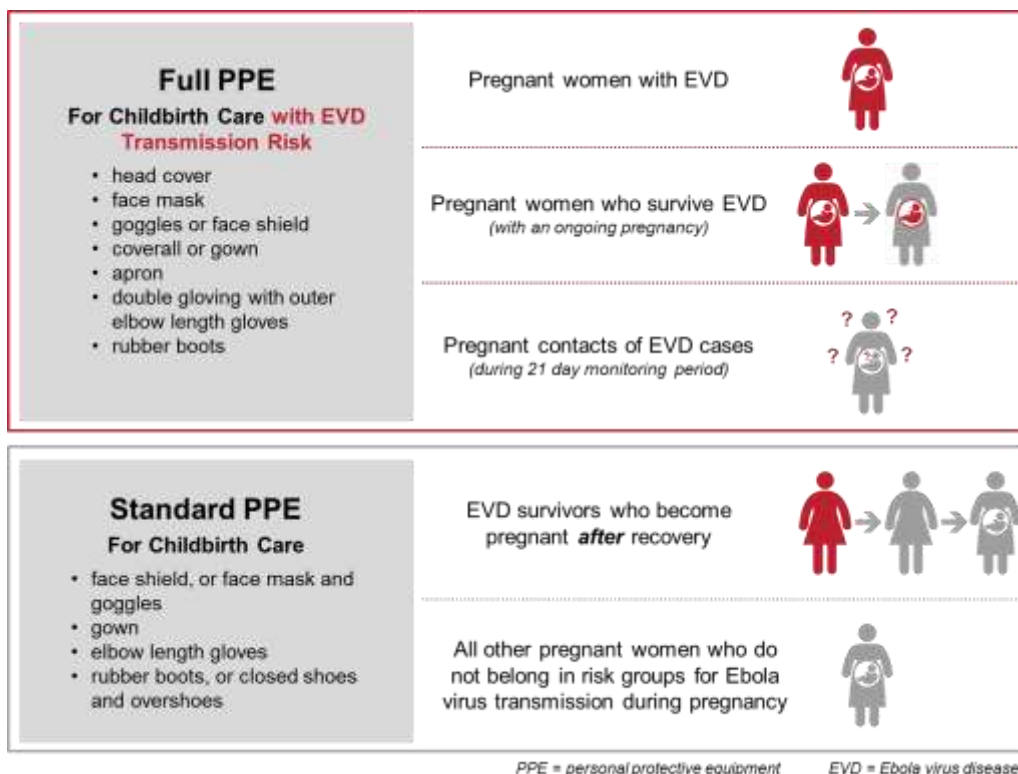 Full PPE
For Childbirth Care with EVD
Transmission Risk
• head cover
• face mask
• goggles or face shield
• coverall or gown
• apron
• double gloving with outer
elbow length gloves
• rubber boots
Pregnant women with EVD
Pregnant women who survive EVD
(with an ongoing pregnancy)
Pregnant contacts of EVD cases
(during 21 day monitoring period)
? ?
? ?
Standard PPE
For Childbirth Care
• face shield, or face mask and
goggles
• gown
• elbow length gloves
• rubber boots, or closed shoes
and overshoes
EVD survivors who become
pregnant after recovery
All other pregnant women who do
not belong in risk groups for Ebola
virus transmission during pregnancy
PPE = personal protective equipment EVD = Ebola virus disease